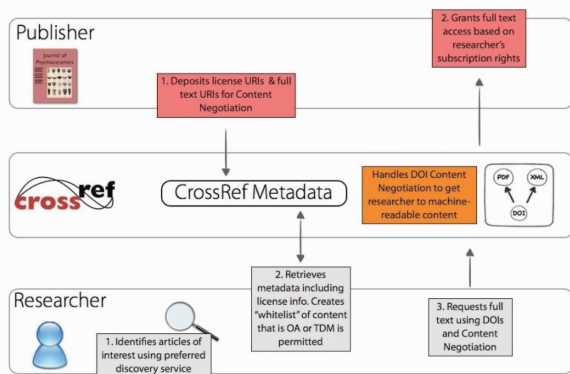 Publisher
Journal of
Psychoceramics
1. Deposits license URIs & full
text URIs for Content
Negotiation
2. Grants full text
access based on
researcher's
subscription rights
crossref
CrossRef Metadata
Handles DOI Content
Negotiation to get
researcher to machine-
readable content
PDF
XML
DOI
Researcher
1. Identifies articles of
interest using preferred
discovery service
2. Retrieves
metadata including
license info. Creates
"whitelist" of content
that is OA or TDM is
permitted
3. Requests full
text using DOIs
and Content
Negotiation